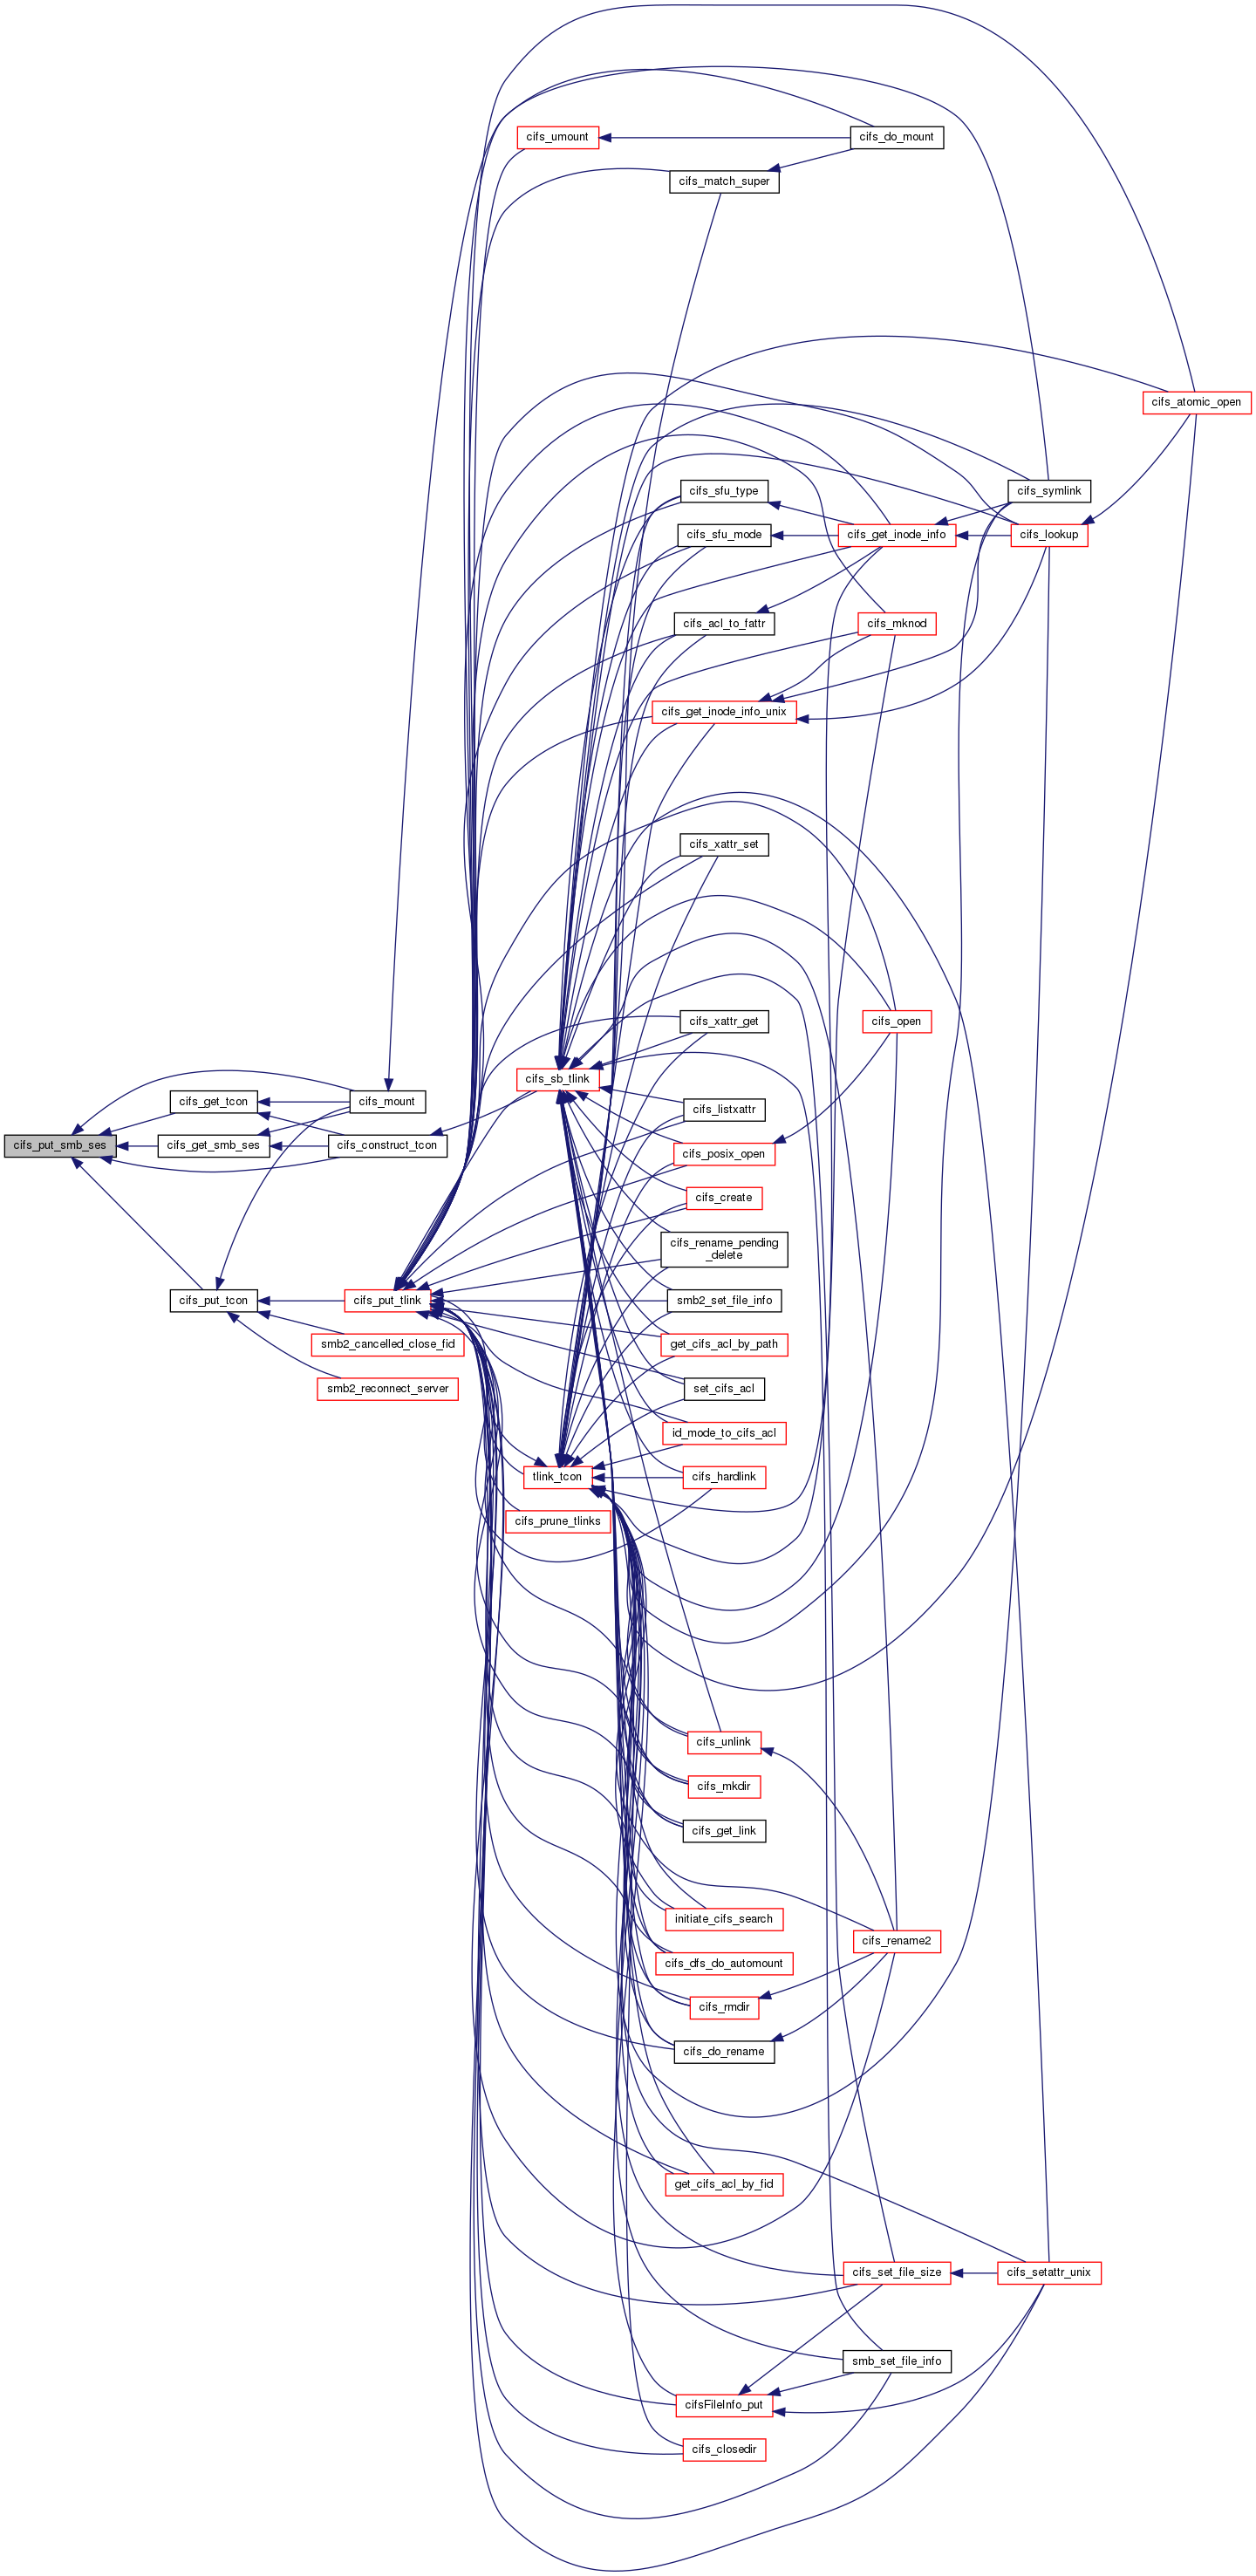 cifs_umount
cifs_do_mount
cifs_match_super
cifs_atomic_open
cifs_sfu_type
cifs_symlink
cifs_sfu_mode
cifs_get_inode_info
cifs_lookup
cifs_acl_to_fattr
cifs_mknod
cifs_get_inode_info_unix
cifs_xattr_set
cifs_xattr_get
cifs_open
cifs_sb_tlink
cifs_get_tcon
cifs_mount
cifs_listxattr
cifs_put_smb_ses
cifs_get_smb_ses
cifs_construct_tcon
cifs_posix_open
cifs_create
cifs_rename_pending
_delete
cifs_put_tcon
cifs_put_tlink
smb2_set_file_info
smb2_cancelled_close_fid
get_cifs_acl_by_path
smb2_reconnect_server
set_cifs_acl
id_mode_to_cifs_acl
tlink_tcon
cifs_hardlink
cifs_prune_tlinks
cifs_unlink
cifs_mkdir
cifs_get_link
initiate_cifs_search
cifs_rename2
cifs_dfs_do_automount
cifs_rmdir
cifs_do_rename
get_cifs_acl_by_fid
cifs_set_file_size
cifs_setattr_unix
smb_set_file_info
cifsFileInfo_put
cifs_closedir